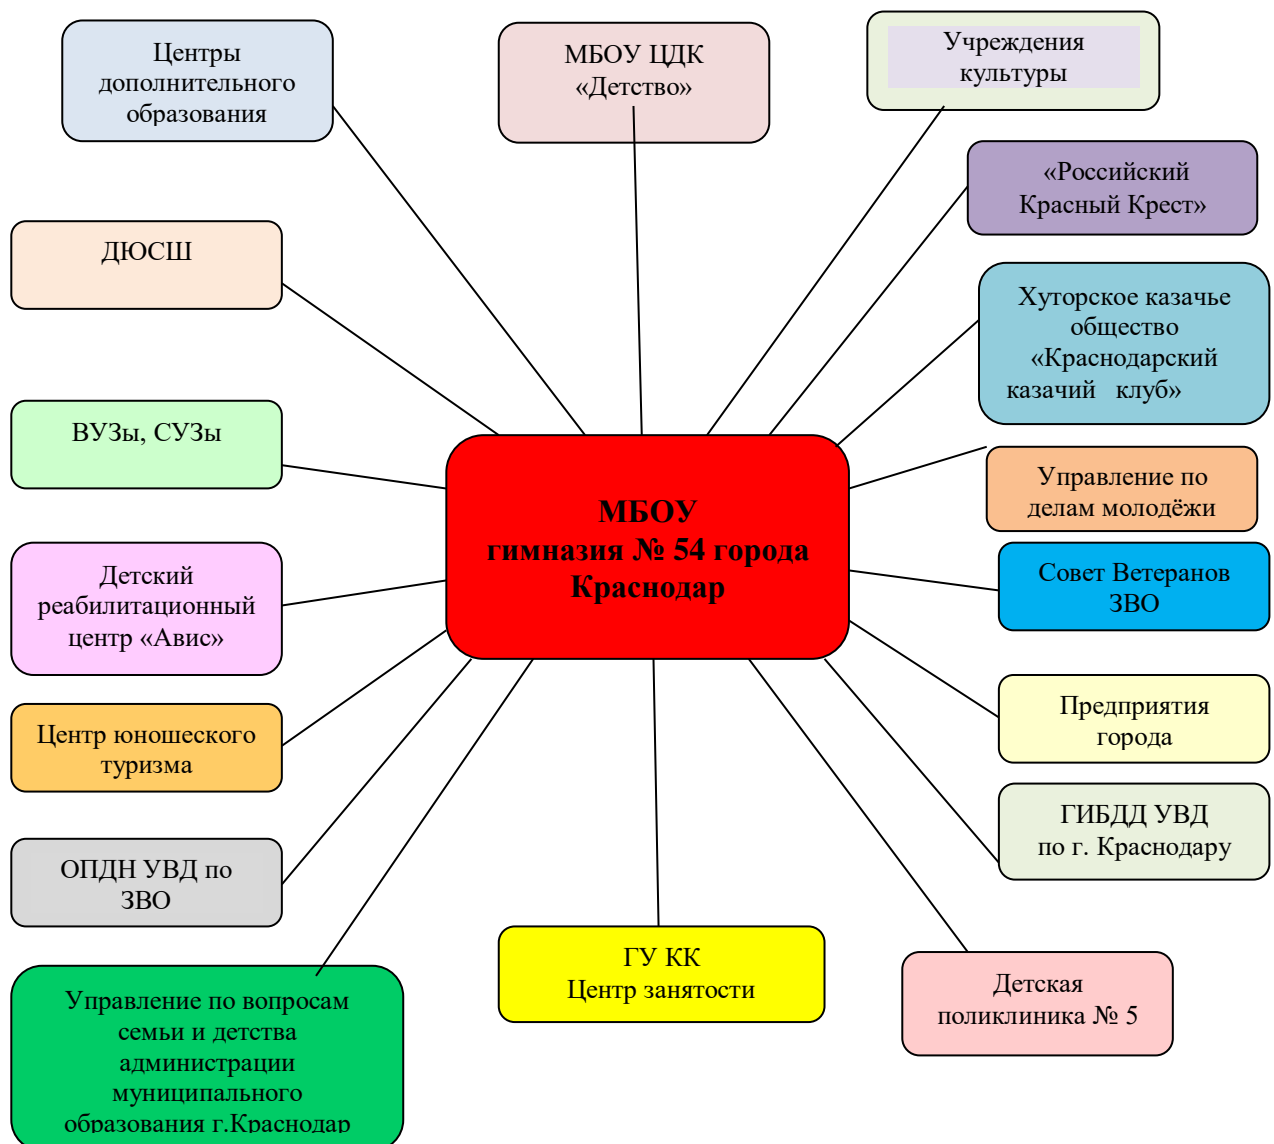 Центры
дополнительного
образования
МБОУ ЦДК
«Детство»
Учреждения
культуры
«Российский
Красный Крест»
ДЮСШ
Хуторское казачье
общество
«Краснодарский
казачий клуб»
ВУЗы, СУЗы
Управление по
делам молодёжи
МБОУ
гимназия № 54 города
Краснодар
Детский
реабилитационный
центр «Авис»
Совет Ветеранов
ЗВО
Центр юношеского
туризма
Предприятия
города
ОПДН УВД по
ЗВО
ГИБДД УВД
по г. Краснодару
Управление по вопросам
семьи и детства
администрации
муниципального
образования г.Краснодар
ГУ КК
Центр занятости
Детская
поликлиника № 5